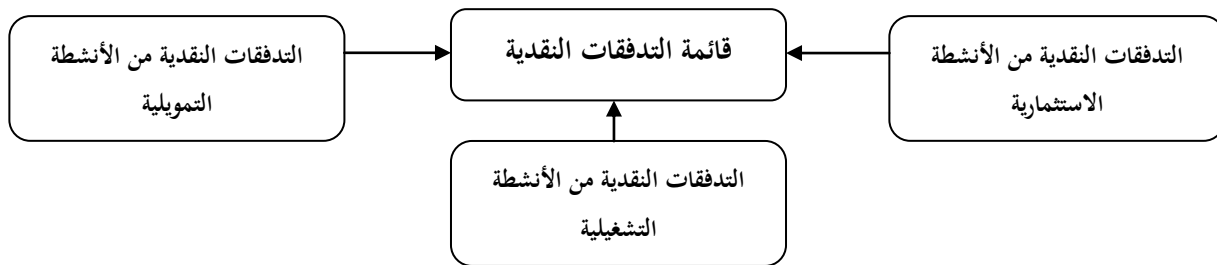 قائمة التدفقات النقدية
التدفقات النقدية من الأنشطة
الاستثمارية
التدفقات النقدية من الأنشطة
التشغيلية
التدفقات النقدية من الأنشطة
التمويلية